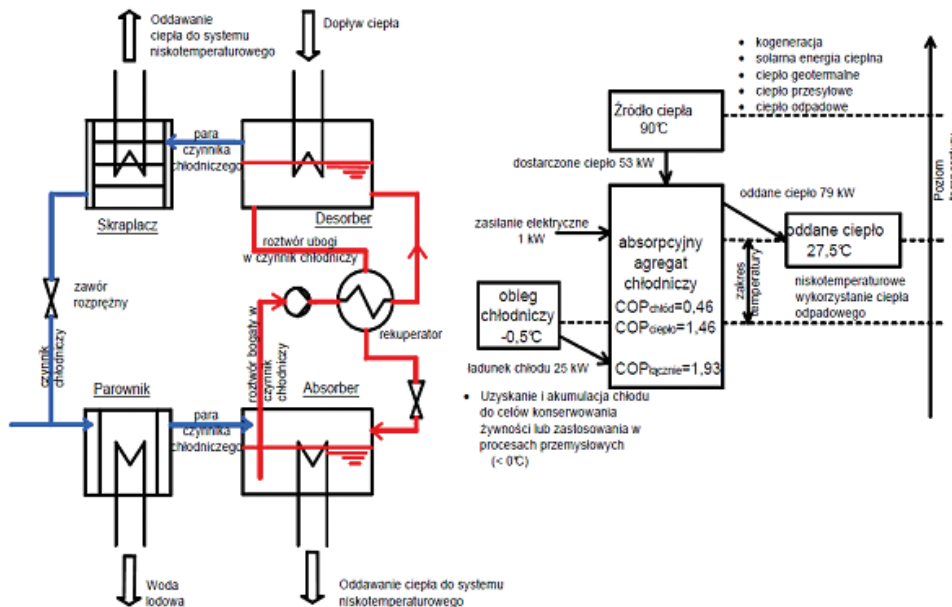 Oddawanie
ciepła do systemu
niskotemperaturowego
Dopływ ciepła
para
czynnika
chłodniczego
Skraplacz
Desorber
roztwór ubogi
w czynnik chłodniczy
zawór
rozprężny
rekuperator
czynnik
chłodniczy
roztwór bogaty w
czynnik
chłodniczy
Parownik
Absorber
para
czynnika
chłodniczego
Woda
lodowa
Oddawanie ciepła do systemu
niskotemperaturowego
• kogeneracja
• solarna energia cieplna
• ciepło geotermalne
• ciepło przesyłowe
• ciepło odpadowe
Źródło ciepła
90°C
dostarczone ciepło 53 kW
oddane ciepło 79 kW
zasilanie elektryczne
1 kW
absorpcyjny
agregat
chłodniczy
COPchłód=0,46
COPciepło=1,46
COPłącznie=1,93
oddane ciepło
27,5°C
zakres
temperatury
niskotemperaturowe
wykorzystanie ciepła
odpadowego
obieg
chłodniczy
-0,5°C
ładunek chłodu 25 kW
• Uzyskanie i akumulacja chłodu
do celów konserwowania
żywności lub zastosowania w
procesach przemysłowych
(< 0°C)
Poziom